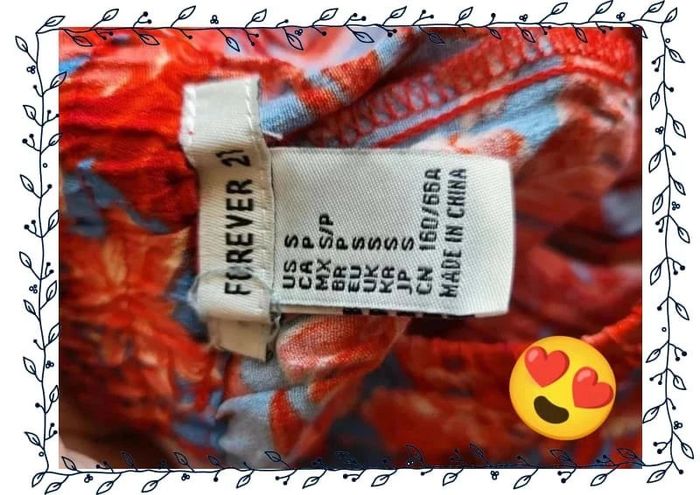 FOREVER 21
US S
CA P
MX S/P
BR P
EU S
UK S
KR S
JP S
CN 160/66A
MADE IN CHINA